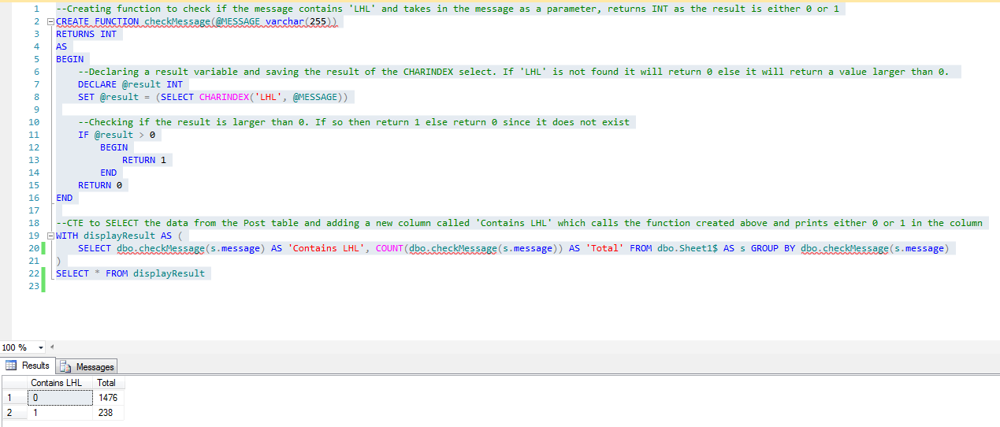 1 --Creating function to check if the message contains 'LHL' and takes in the message as a parameter, returns INT as the result is either 0 or 1
2 CREATE FUNCTION checkMessage(@MESSAGE varchar(255))
3 RETURNS INT
4 AS
5 BEGIN
6 --Declaring a result variable and saving the result of the CHARINDEX select. If 'LHL' is not found it will return 0 else it will return a value larger than 0.
7 DECLARE @result INT
8 SET @result = (SELECT CHARINDEX('LHL', @MESSAGE))
9
10 --Checking if the result is larger than 0. If so then return 1 else return 0 since it does not exist
11 IF @result > 0
12 BEGIN
13 RETURN 1
14 END
15 RETURN 0
16 END
17
18 --CTE to SELECT the data from the Post table and adding a new column called 'Contains LHL' which calls the function created above and prints either 0 or 1 in the column
19 WITH displayResult AS (
20 SELECT dbo.checkMessage(s.message) AS 'Contains LHL', COUNT(dbo.checkMessage(s.message)) AS 'Total' FROM dbo.Sheet1$ AS s GROUP BY dbo.checkMessage(s.message)
21 )
22 SELECT * FROM displayResult
23
100 %
Results Messages
Contains LHL Total
1 0 1476
2 1 238